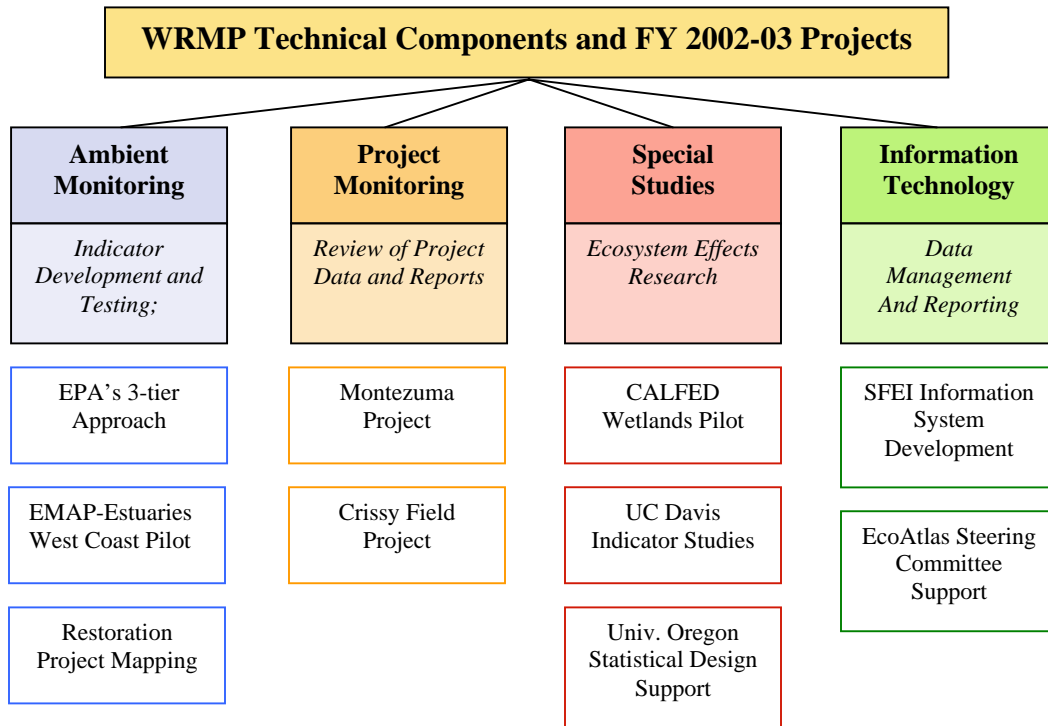 WRMP Technical Components and FY 2002-03 Projects
Ambient
Monitoring
Indicator
Development and
Testing;
EPA’s 3-tier
Approach
EMAP-Estuaries
West Coast Pilot
Restoration
Project Mapping
Project
Monitoring
Review of Project
Data and Reports
Montezuma
Project
Crissy Field
Project
Special
Studies
Ecosystem Effects
Research
CALFED
Wetlands Pilot
UC Davis
Indicator Studies
Univ. Oregon
Statistical Design
Support
Information
Technology
Data
Management
And Reporting
SFEI Information
System
Development
EcoAtlas Steering
Committee
Support